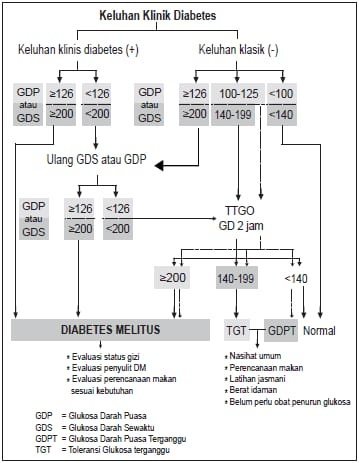 Keluhan Klinik Diabetes
Keluhan klinis diabetes (+)
Keluhan klasik (-)
GDP atau GDS
≥126 <126
≥200 <200
GDP atau GDS
≥126 100-125 <100
≥200 140-199 <140
Ulang GDS atau GDP
GDP atau GDS
≥126 <126
≥200 <200
TTGO
GD 2 jam
≥200 140-199 <140
DIABETES MELITUS
TGT GDPT Normal
* Evaluasi status gizi
* Evaluasi penyulit DM
* Evaluasi perencanaan makan
sesuai kebutuhan
* Nasihat umum
* Perencanaan makan
* Latihan jasmani
* Berat idaman
* Belum perlu obat penurun glukosa
GDP = Glukosa Darah Puasa
GDS = Glukosa Darah Sewaktu
GDPT = Glukosa Darah Puasa Terganggu
TGT = Toleransi Glukosa terganggu